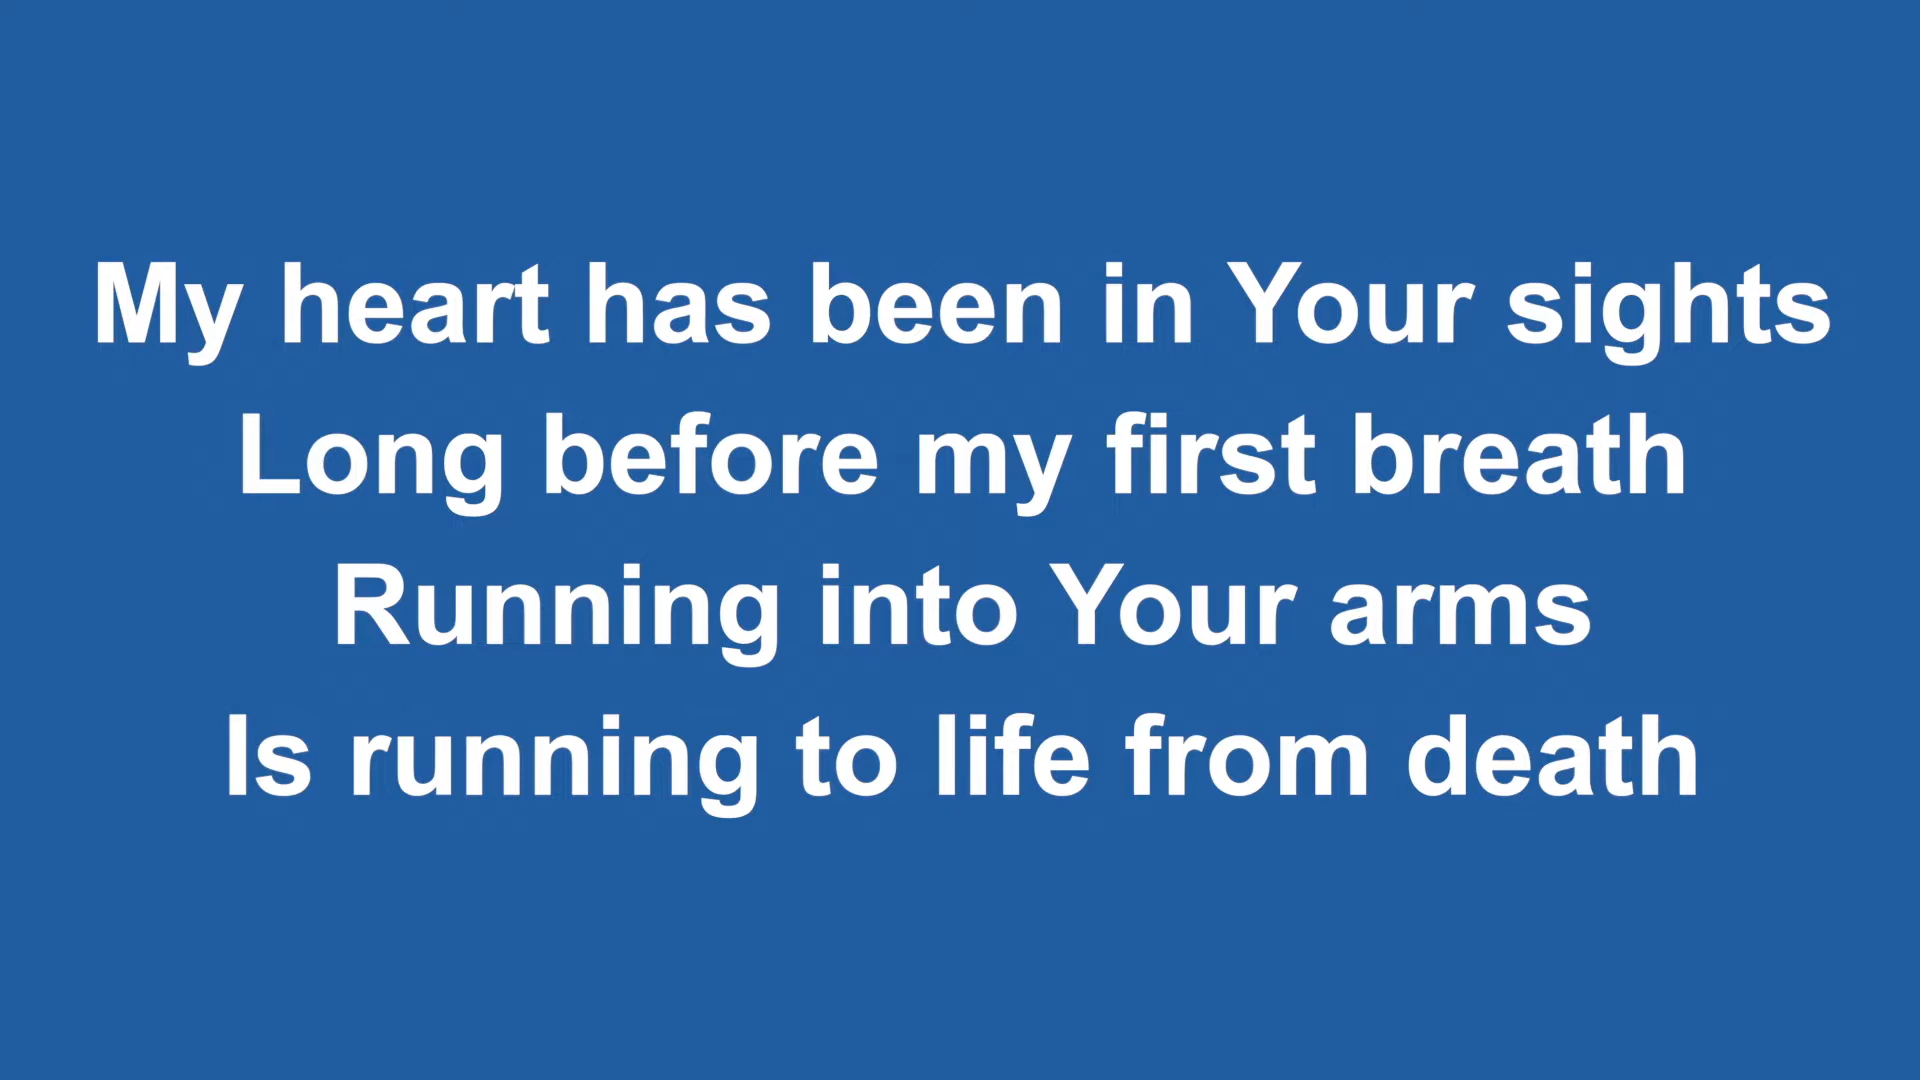 My heart has been in Your sights
Long before my first breath
Running into Your arms
Is running to life from death